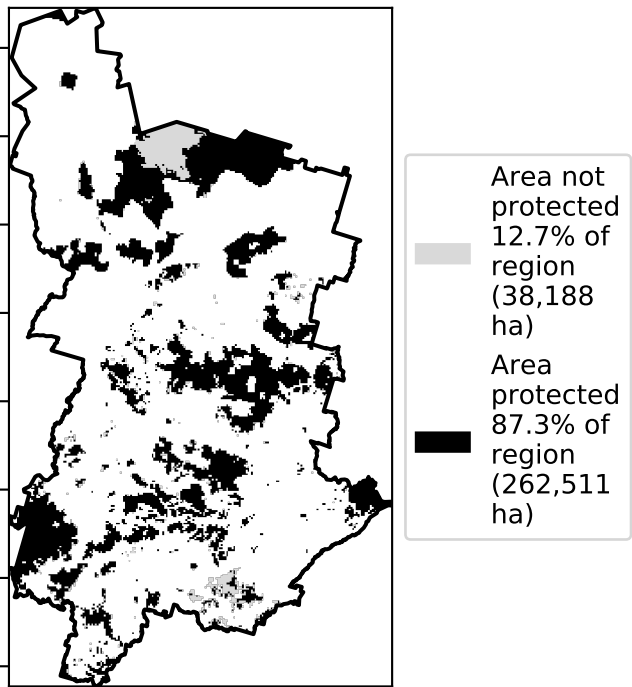 Area not
protected
12.7% of
region
(38,188
ha)
Area
protected
87.3% of
region
(262,511
ha)